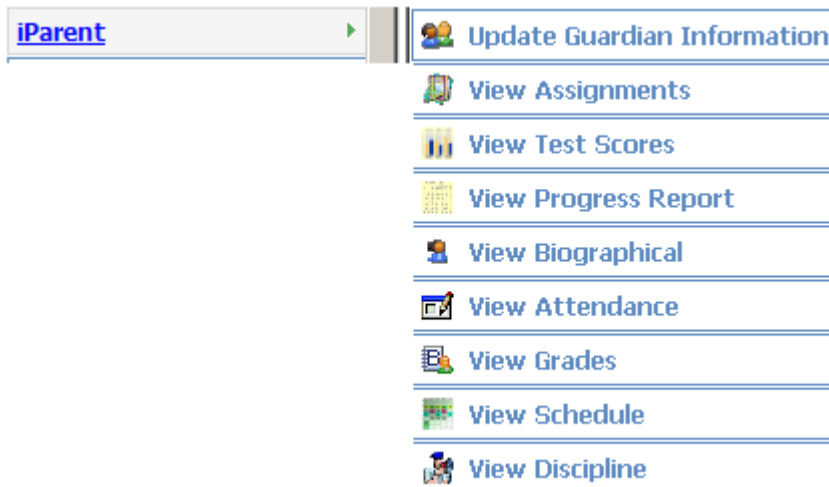 iParent
Update Guardian Information
View Assignments
View Test Scores
View Progress Report
View Biographical
View Attendance
View Grades
View Schedule
View Discipline